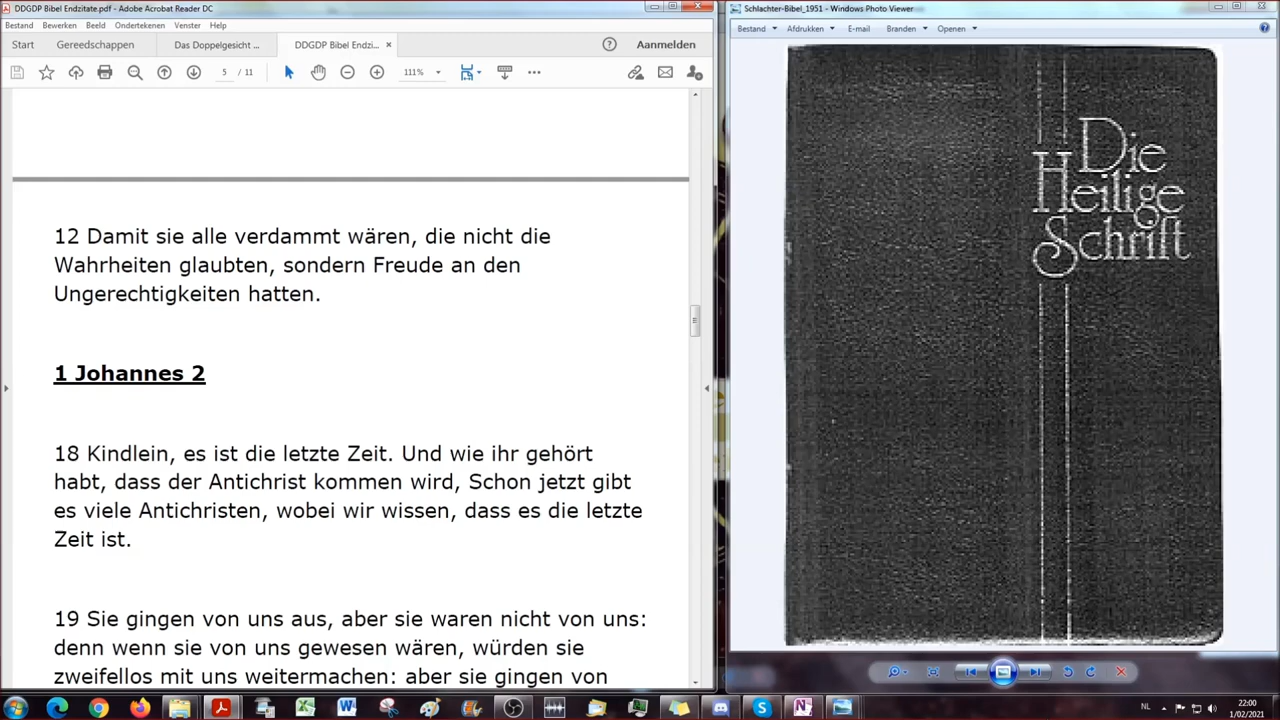 DDGDP Bibel Endzitate.pdf - Adobe Acrobat Reader DC
Bestand Bewerken Beeld Ondertekenen Venster Help
Start Gereedschappen Das Doppelgesicht ... DDGDP Bibel Endzi... Anmelden
5 / 11 111%
12 Damit sie alle verdammt wären, die nicht die
Wahrheiten glaubten, sondern Freude an den
Ungerechtigkeiten hatten.
1 Johannes 2
18 Kindlein, es ist die letzte Zeit. Und wie ihr gehört
habt, dass der Antichrist kommen wird, Schon jetzt gibt
es viele Antichristen, wobei wir wissen, dass es die letzte
Zeit ist.
19 Sie gingen von uns aus, aber sie waren nicht von uns:
denn wenn sie von uns gewesen wären, würden sie
zweifellos mit uns weitermachen: aber sie gingen von
Schlachter-Bibel_1951 - Windows Photo Viewer
Bestand Afdrukken E-mail Branden Openen
Die
Heilige
Schrift
NL 22:00
1/02/2021